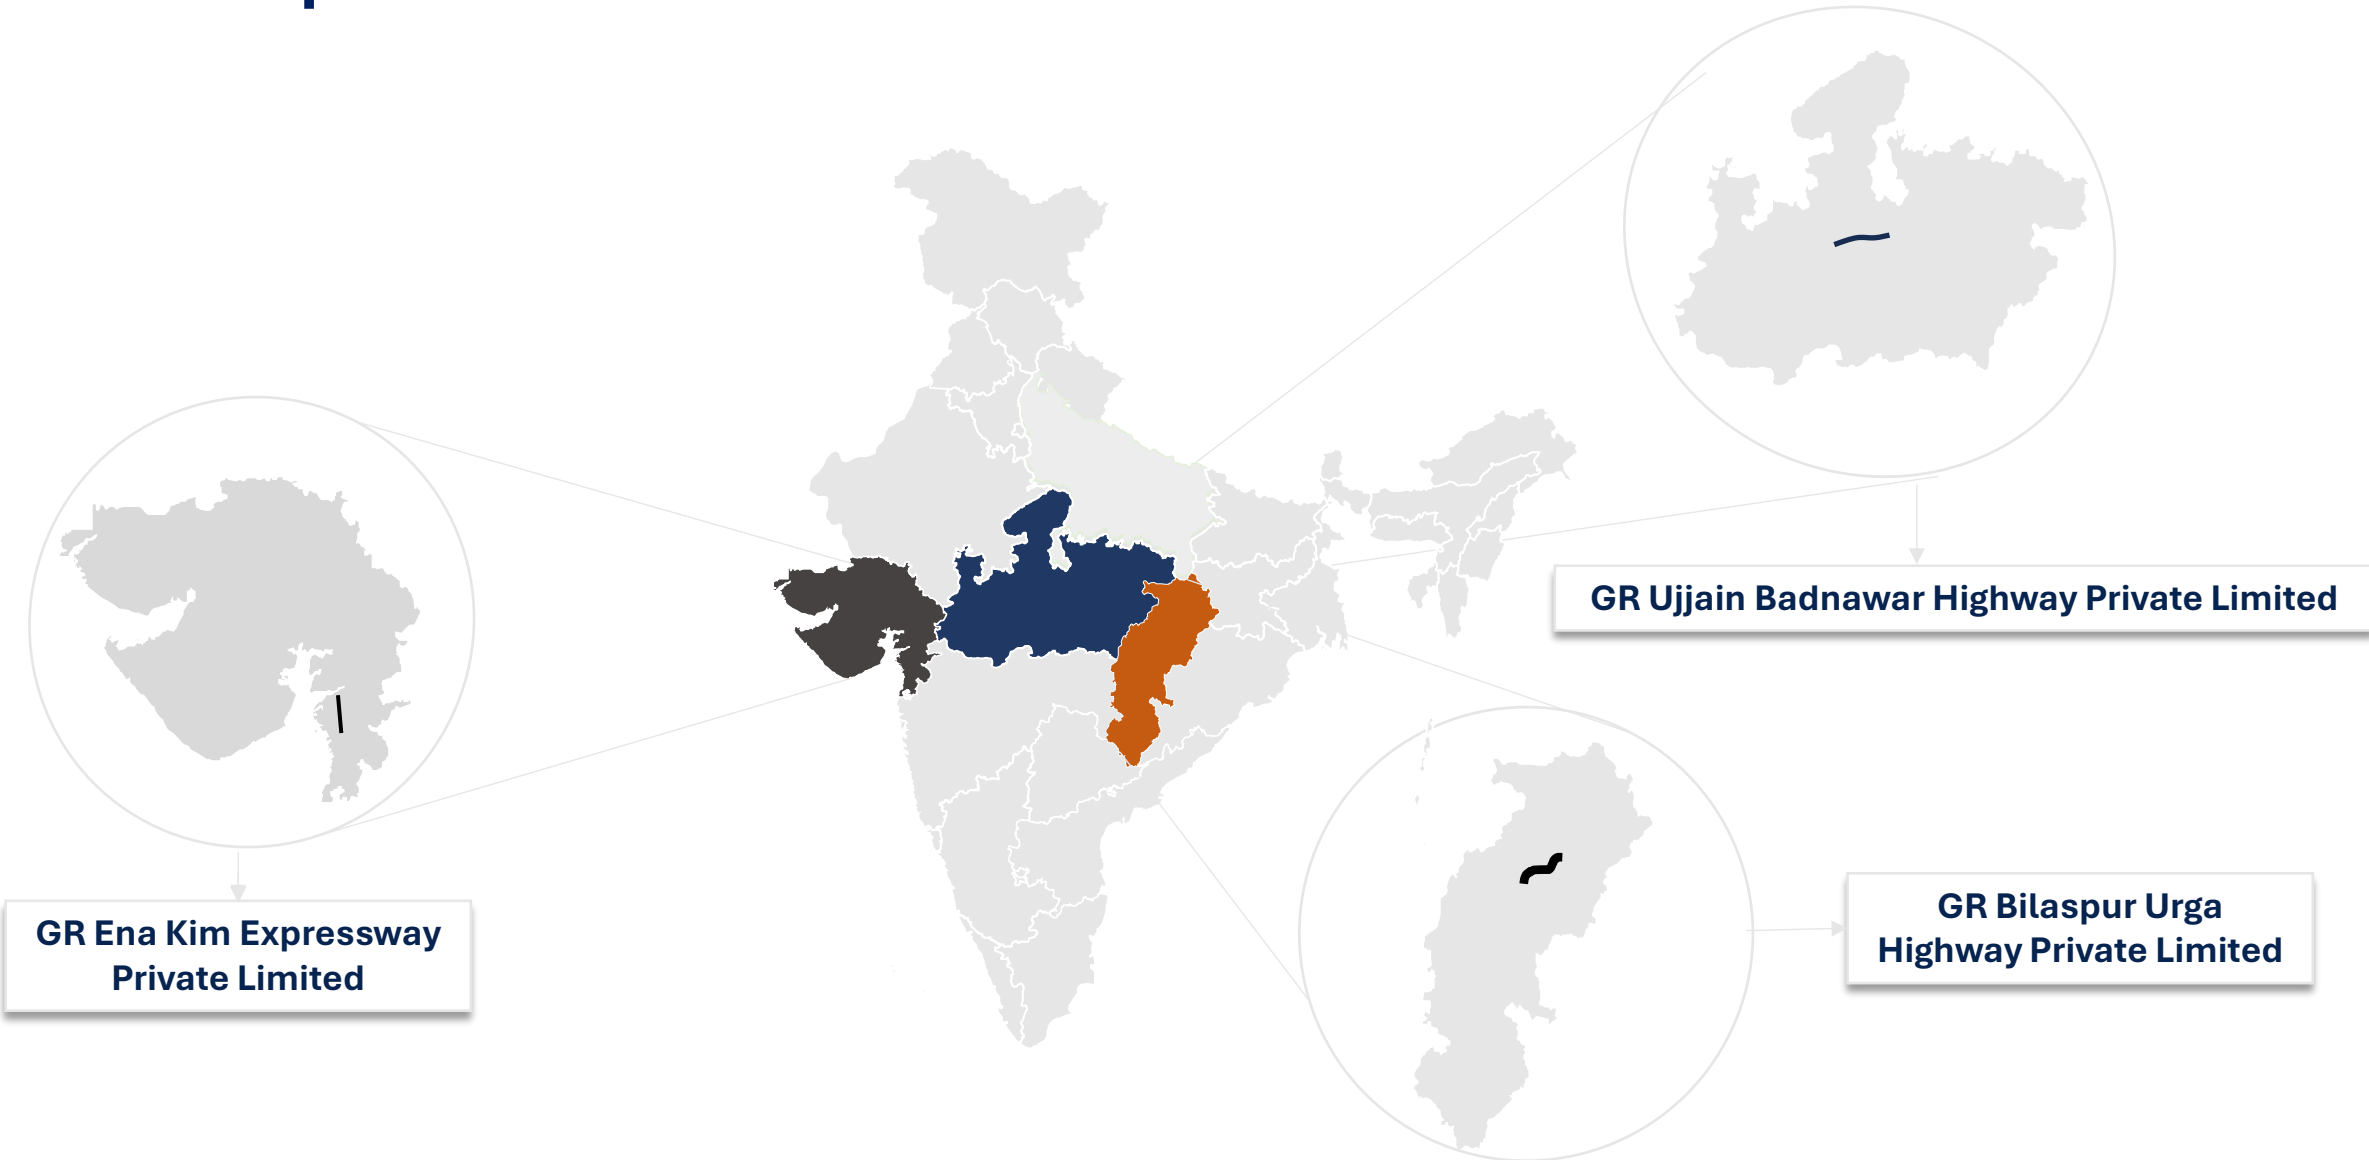 GR Ujjain Badnawar Highway Private Limited
GR Ena Kim Expressway
Private Limited
GR Bilaspur Urga
Highway Private Limited